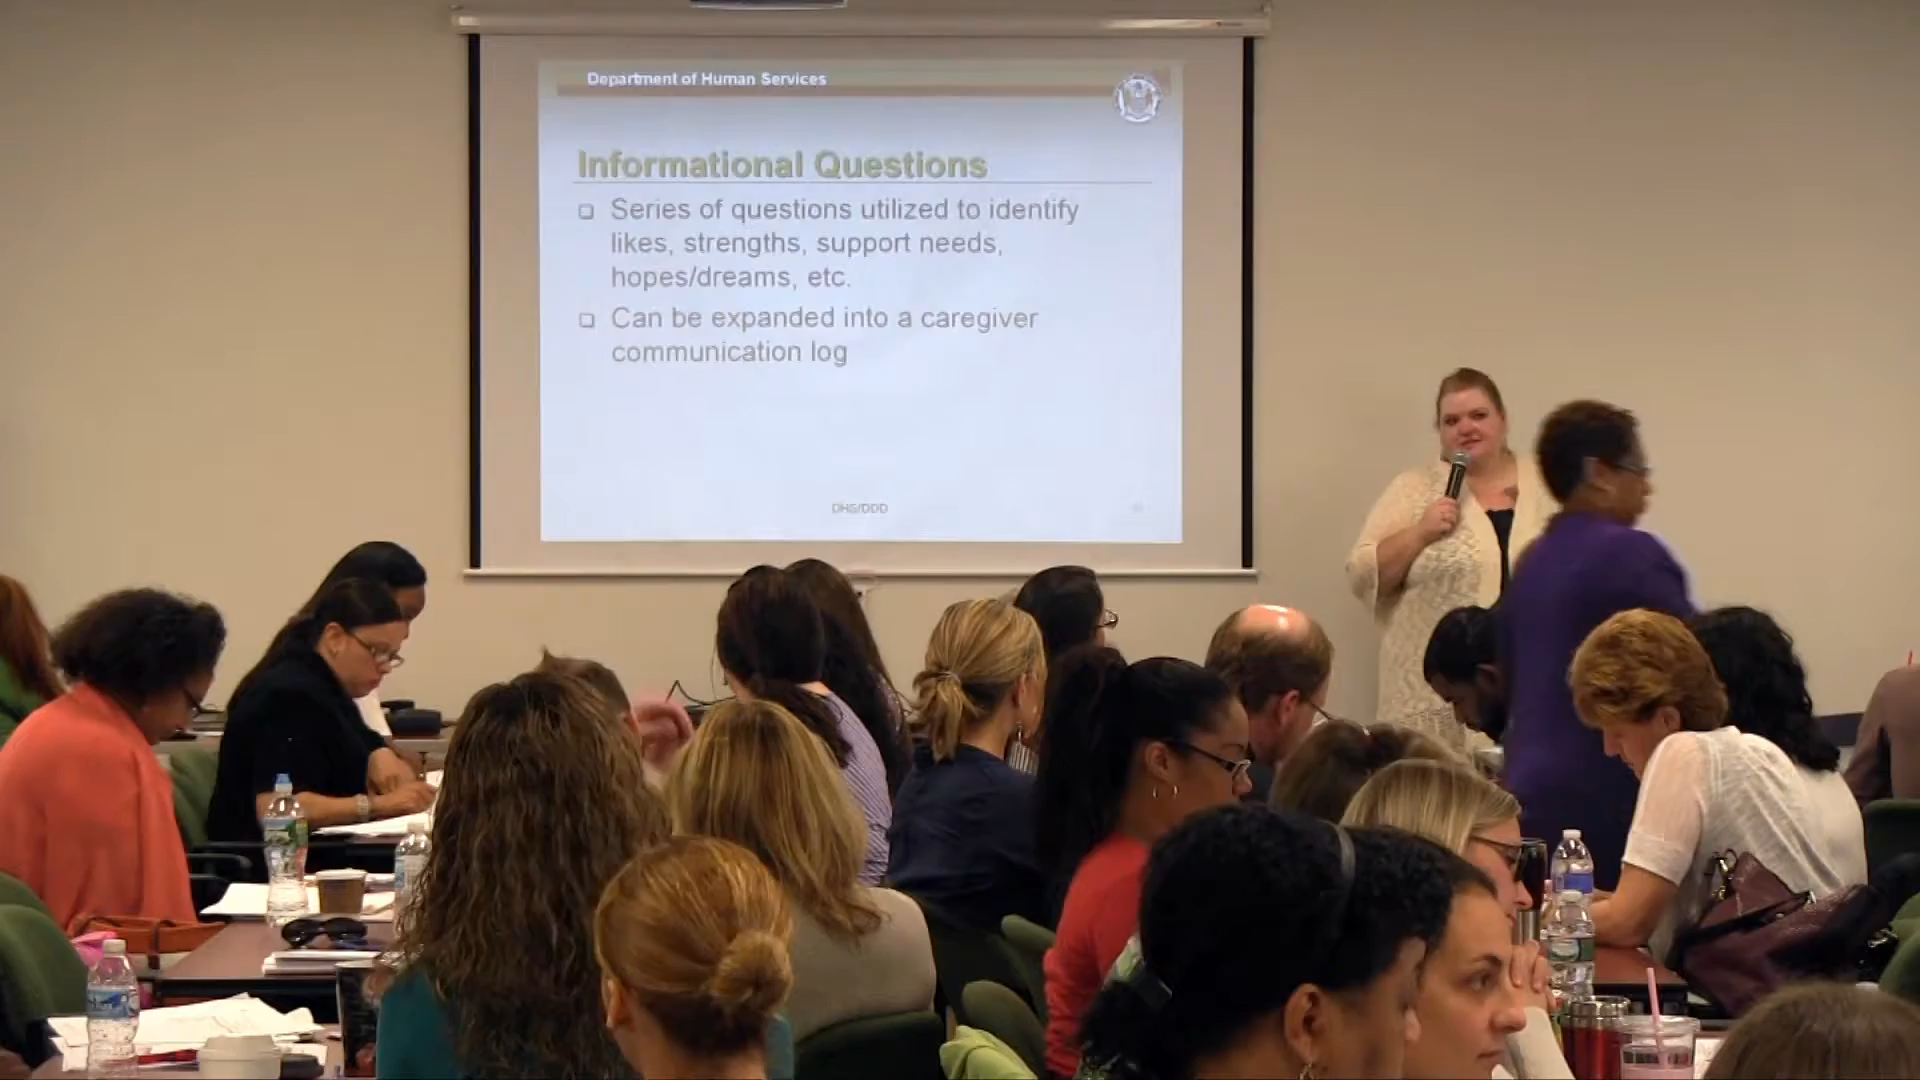 Department of Human Services
Informational Questions
Series of questions utilized to identify
likes, strengths, support needs,
hopes/dreams, etc.
Can be expanded into a caregiver
communication log
DHS/DDD